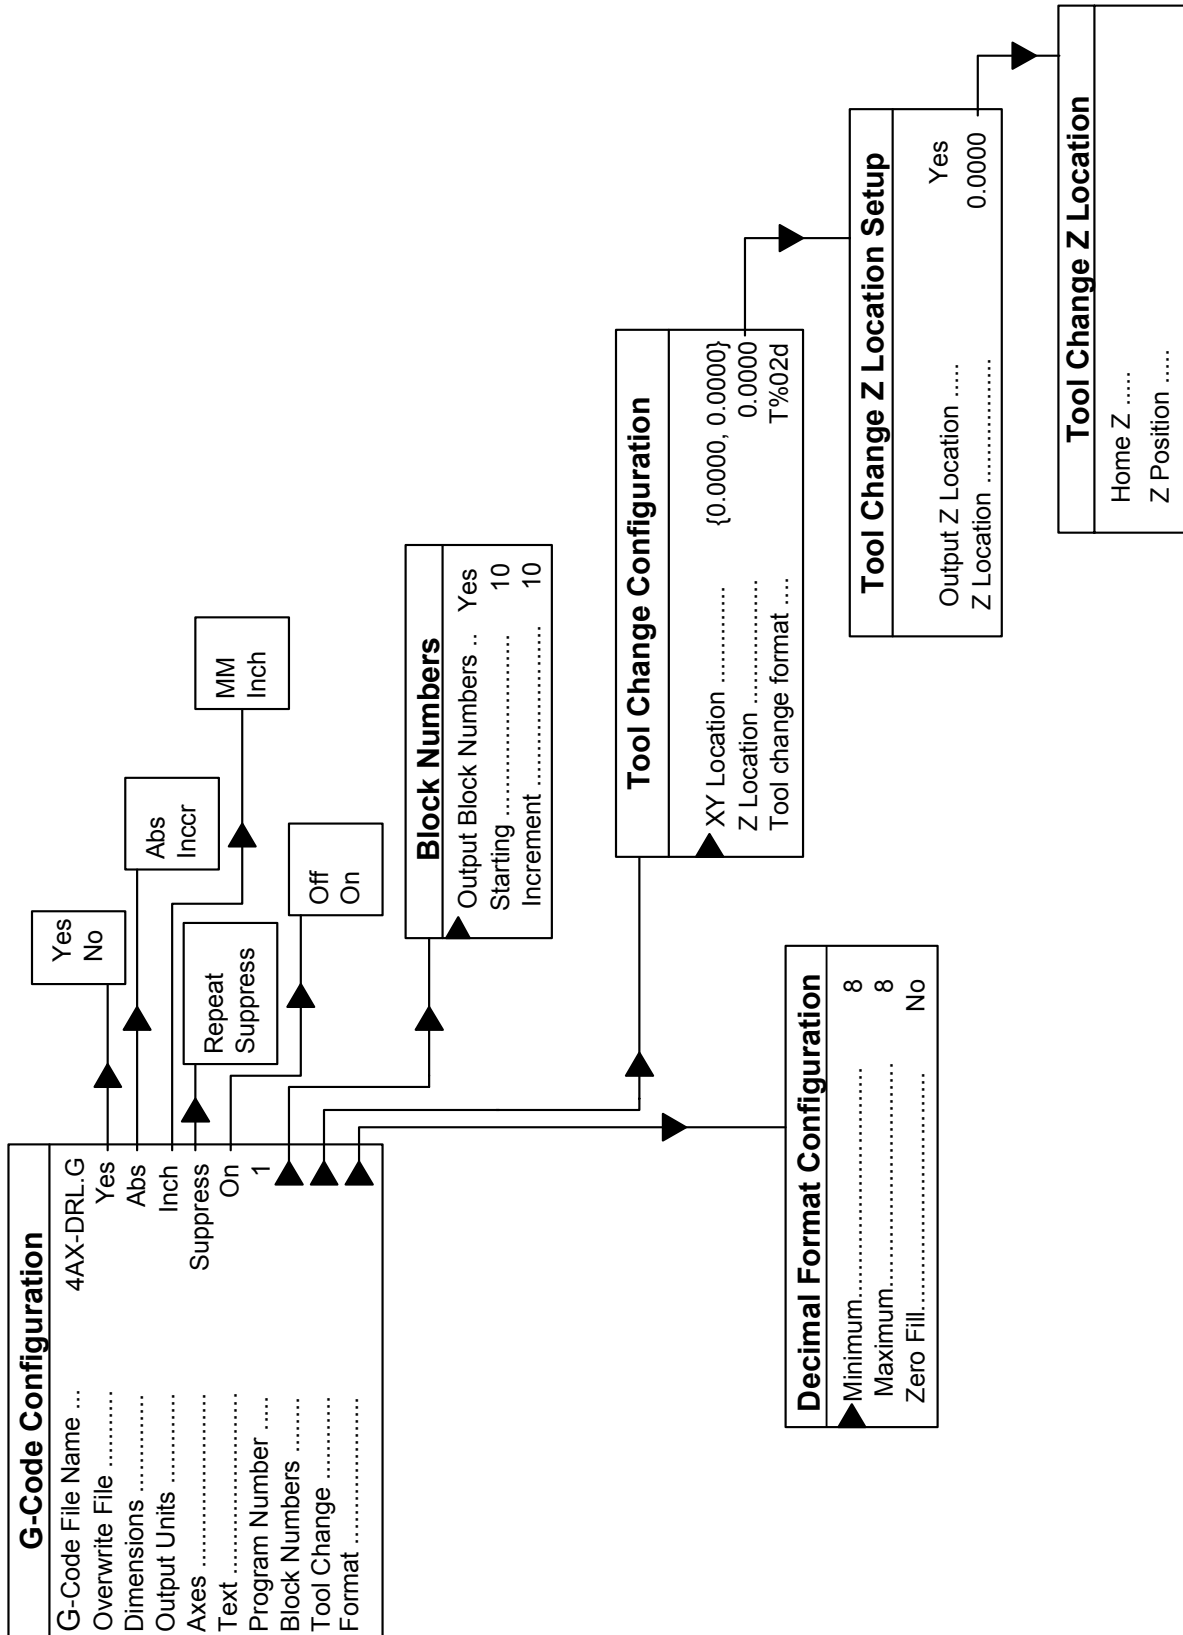 G-Code Configuration
G-Code File Name ... 4AX-DRL.G
Overwrite File ........... Yes
Dimensions ............ Abs
Output Units ........... Inch
Axes ....................... Suppress
Text ........................ On
Program Number ..... 1
Block Numbers ........
Tool Change ............
Format ....................
Yes
No
Abs
Inccr
MM
Inch
Repeat
Suppress
Off
On
Block Numbers
Output Block Numbers .. Yes
Starting ........................ 10
Increment ..................... 10
Decimal Format Configuration
Minimum............................ 8
Maximum........................... 8
Zero Fill............................. No
Tool Change Configuration
XY Location ................. {0.0000, 0.0000}
Z Location ................... 0.0000
Tool change format .... T%02d
Tool Change Z Location Setup
Output Z Location ..... Yes
Z Location ................. 0.0000
Tool Change Z Location
Home Z .....
Z Position .....